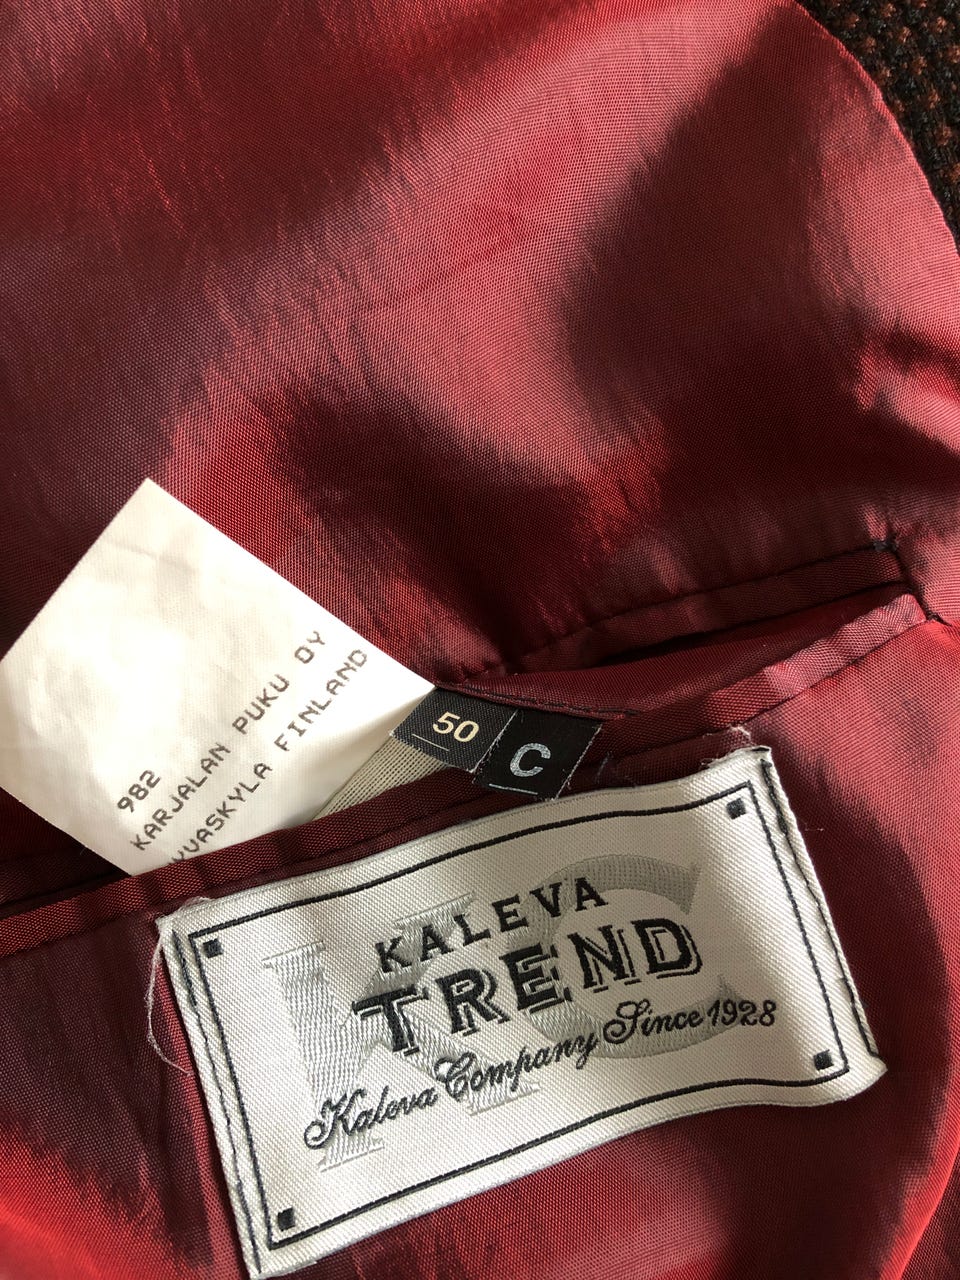 982
KARJALAN PUKU OY
FINLAND
50
C
KALEVA
TREND
Kaleva Company Since 1928